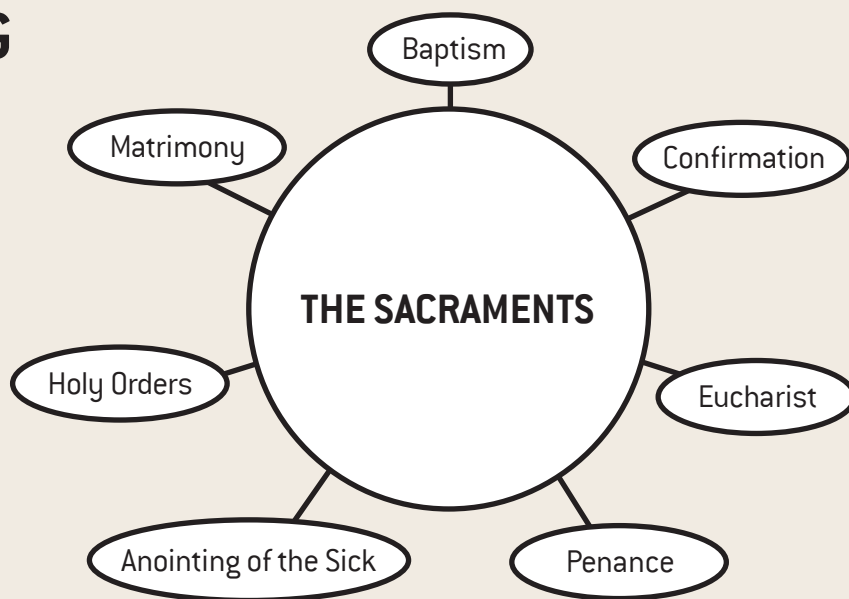 G
Baptism
Matrimony
Confirmation
THE SACRAMENTS
Holy Orders
Eucharist
Anointing of the Sick
Penance